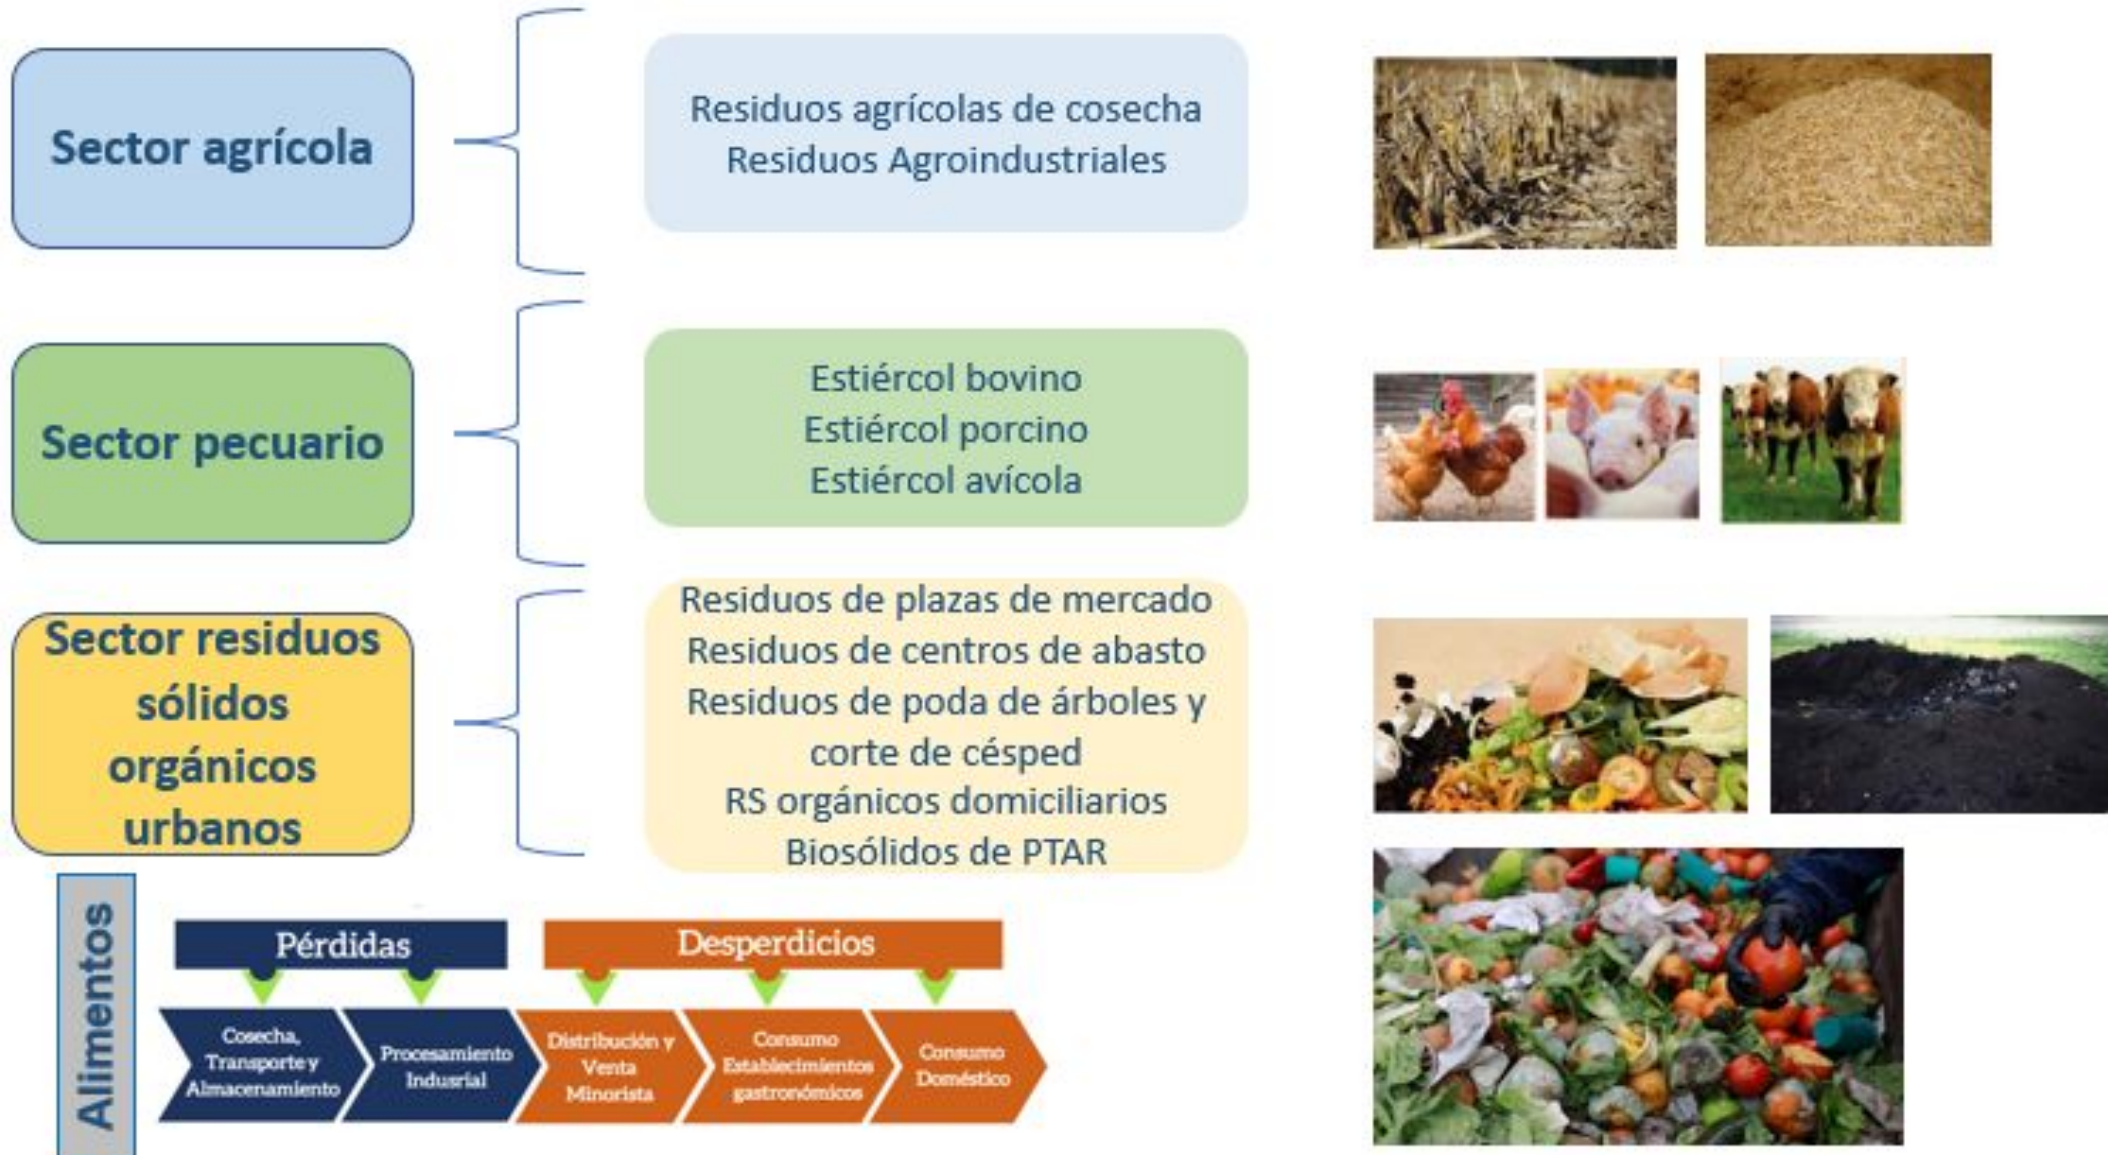 Sector agrícola
Residuos agrícolas de cosecha
Residuos Agroindustriales
Sector pecuario
Estiércol bovino
Estiércol porcino
Estiércol avícola
Sector residuos
sólidos
orgánicos
urbanos
Residuos de plazas de mercado
Residuos de centros de abasto
Residuos de poda de árboles y
corte de césped
RS orgánicos domiciliarios
Biosólidos de PTAR
Alimentos
Pérdidas
Desperdicios
Cosecha,
Transporte y
Almacenamiento
Procesamiento
Indusrial
Distribución y
Venta
Minorista
Consumo
Establecimientos
gastronómicos
Consumo
Doméstico